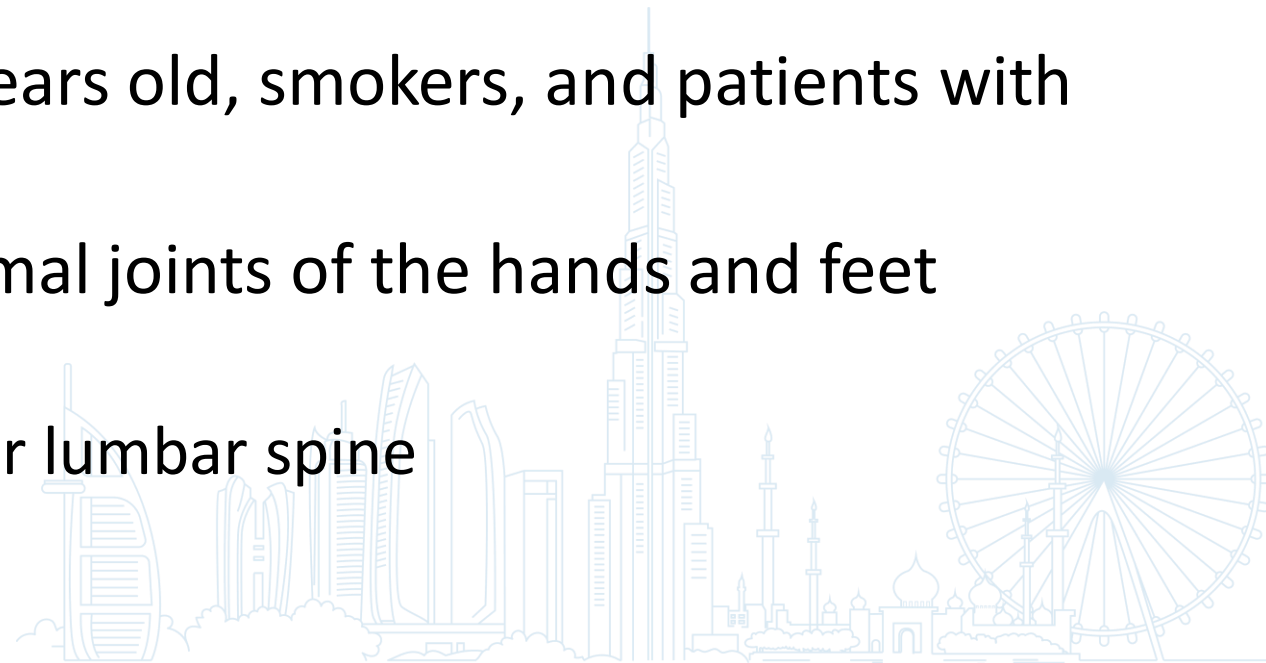 ears old, smokers, and patients with
mal joints of the hands and feet
r lumbar spine